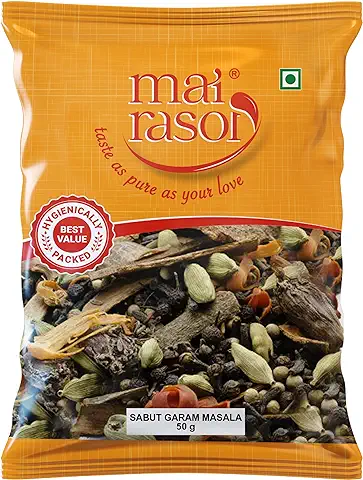 mai®
rasoi
taste as pure as your love
HYGIENICALLY
BEST
VALUE
PACKED
SABUT GARAM MASALA
50 g